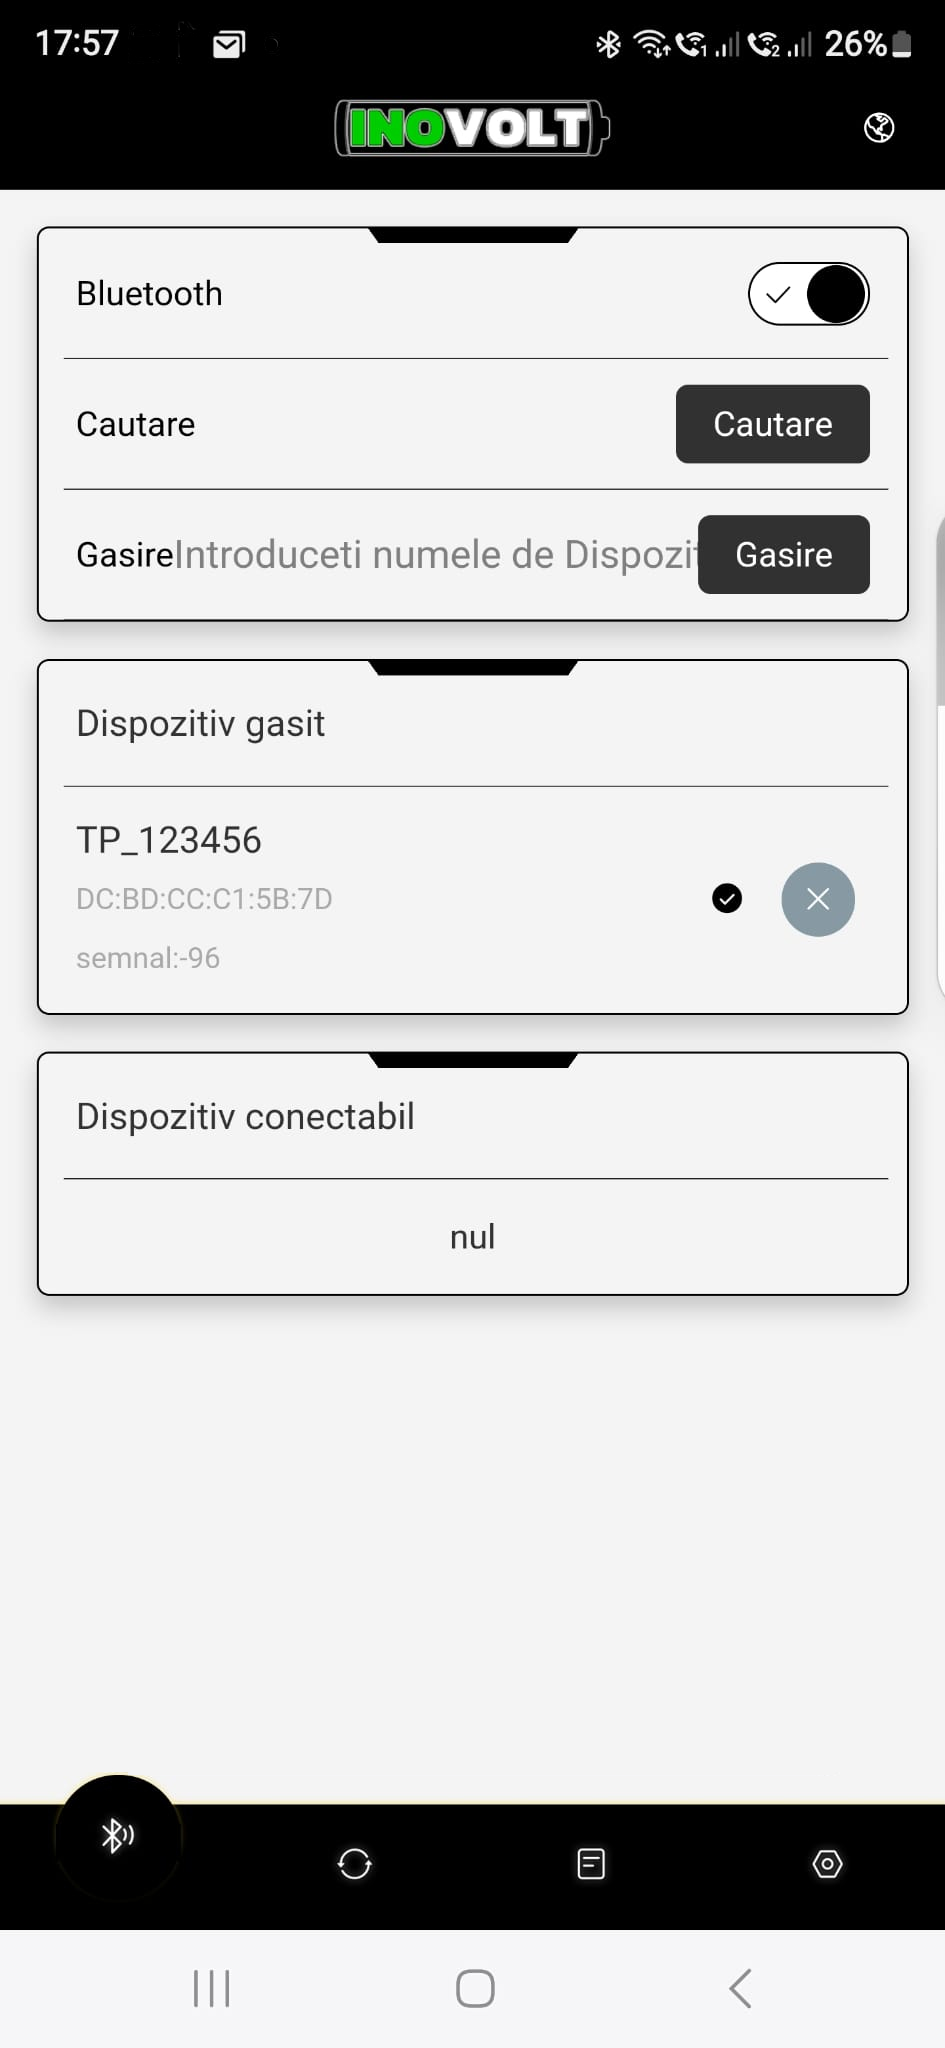 17:57
26%
INOVOLT
Bluetooth
Cautare
Cautare
Gasire
Introduceti numele de Dispozit
Gasire
Dispozitiv gasit
TP_123456
DC:BD:CC:C1:5B:7D
semnal:-96
Dispozitiv conectabil
nul